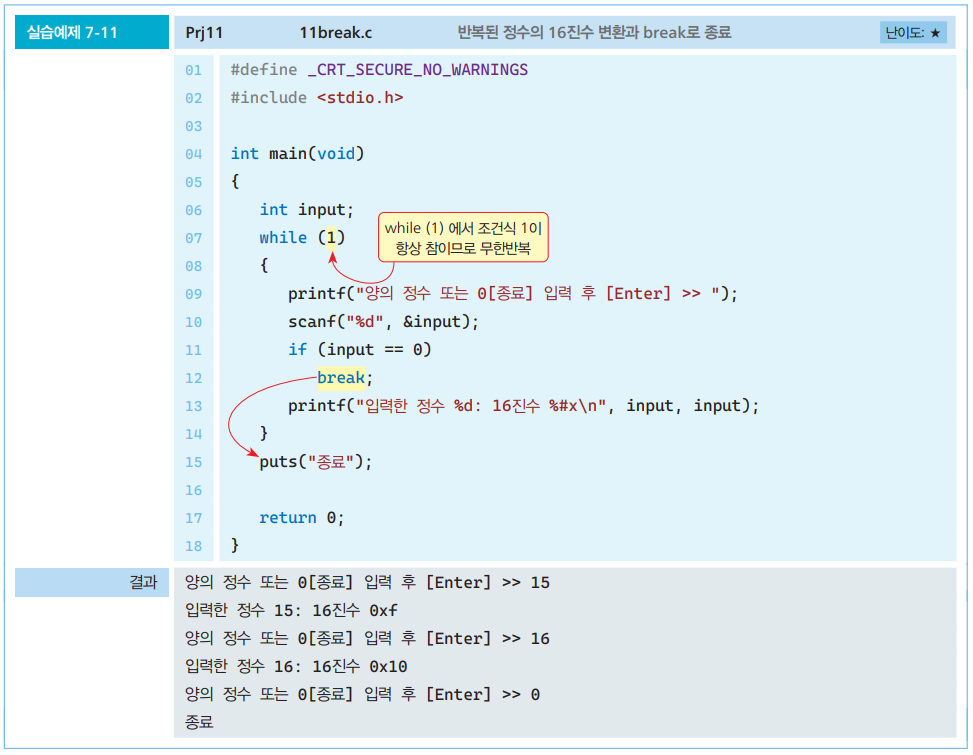 실습예제 7-11 Prj11 11break.c 반복된 정수의 16진수 변환과 break로 종료 난이도: ★
01 #define _CRT_SECURE_NO_WARNINGS
02 #include <stdio.h>
03
04 int main(void)
05 {
06 int input;
07 while (1)
while (1) 에서 조건식 1이
항상 참이므로 무한반복
08 {
09 printf("양의 정수 또는 0[종료] 입력 후 [Enter] >> ");
10 scanf("%d", &input);
11 if (input == 0)
12 break;
13 printf("입력한 정수 %d: 16진수 %#x\n", input, input);
14 }
15 puts("종료");
16
17 return 0;
18 }
결과 양의 정수 또는 0[종료] 입력 후 [Enter] >> 15
입력한 정수 15: 16진수 0xf
양의 정수 또는 0[종료] 입력 후 [Enter] >> 16
입력한 정수 16: 16진수 0x10
양의 정수 또는 0[종료] 입력 후 [Enter] >> 0
종료